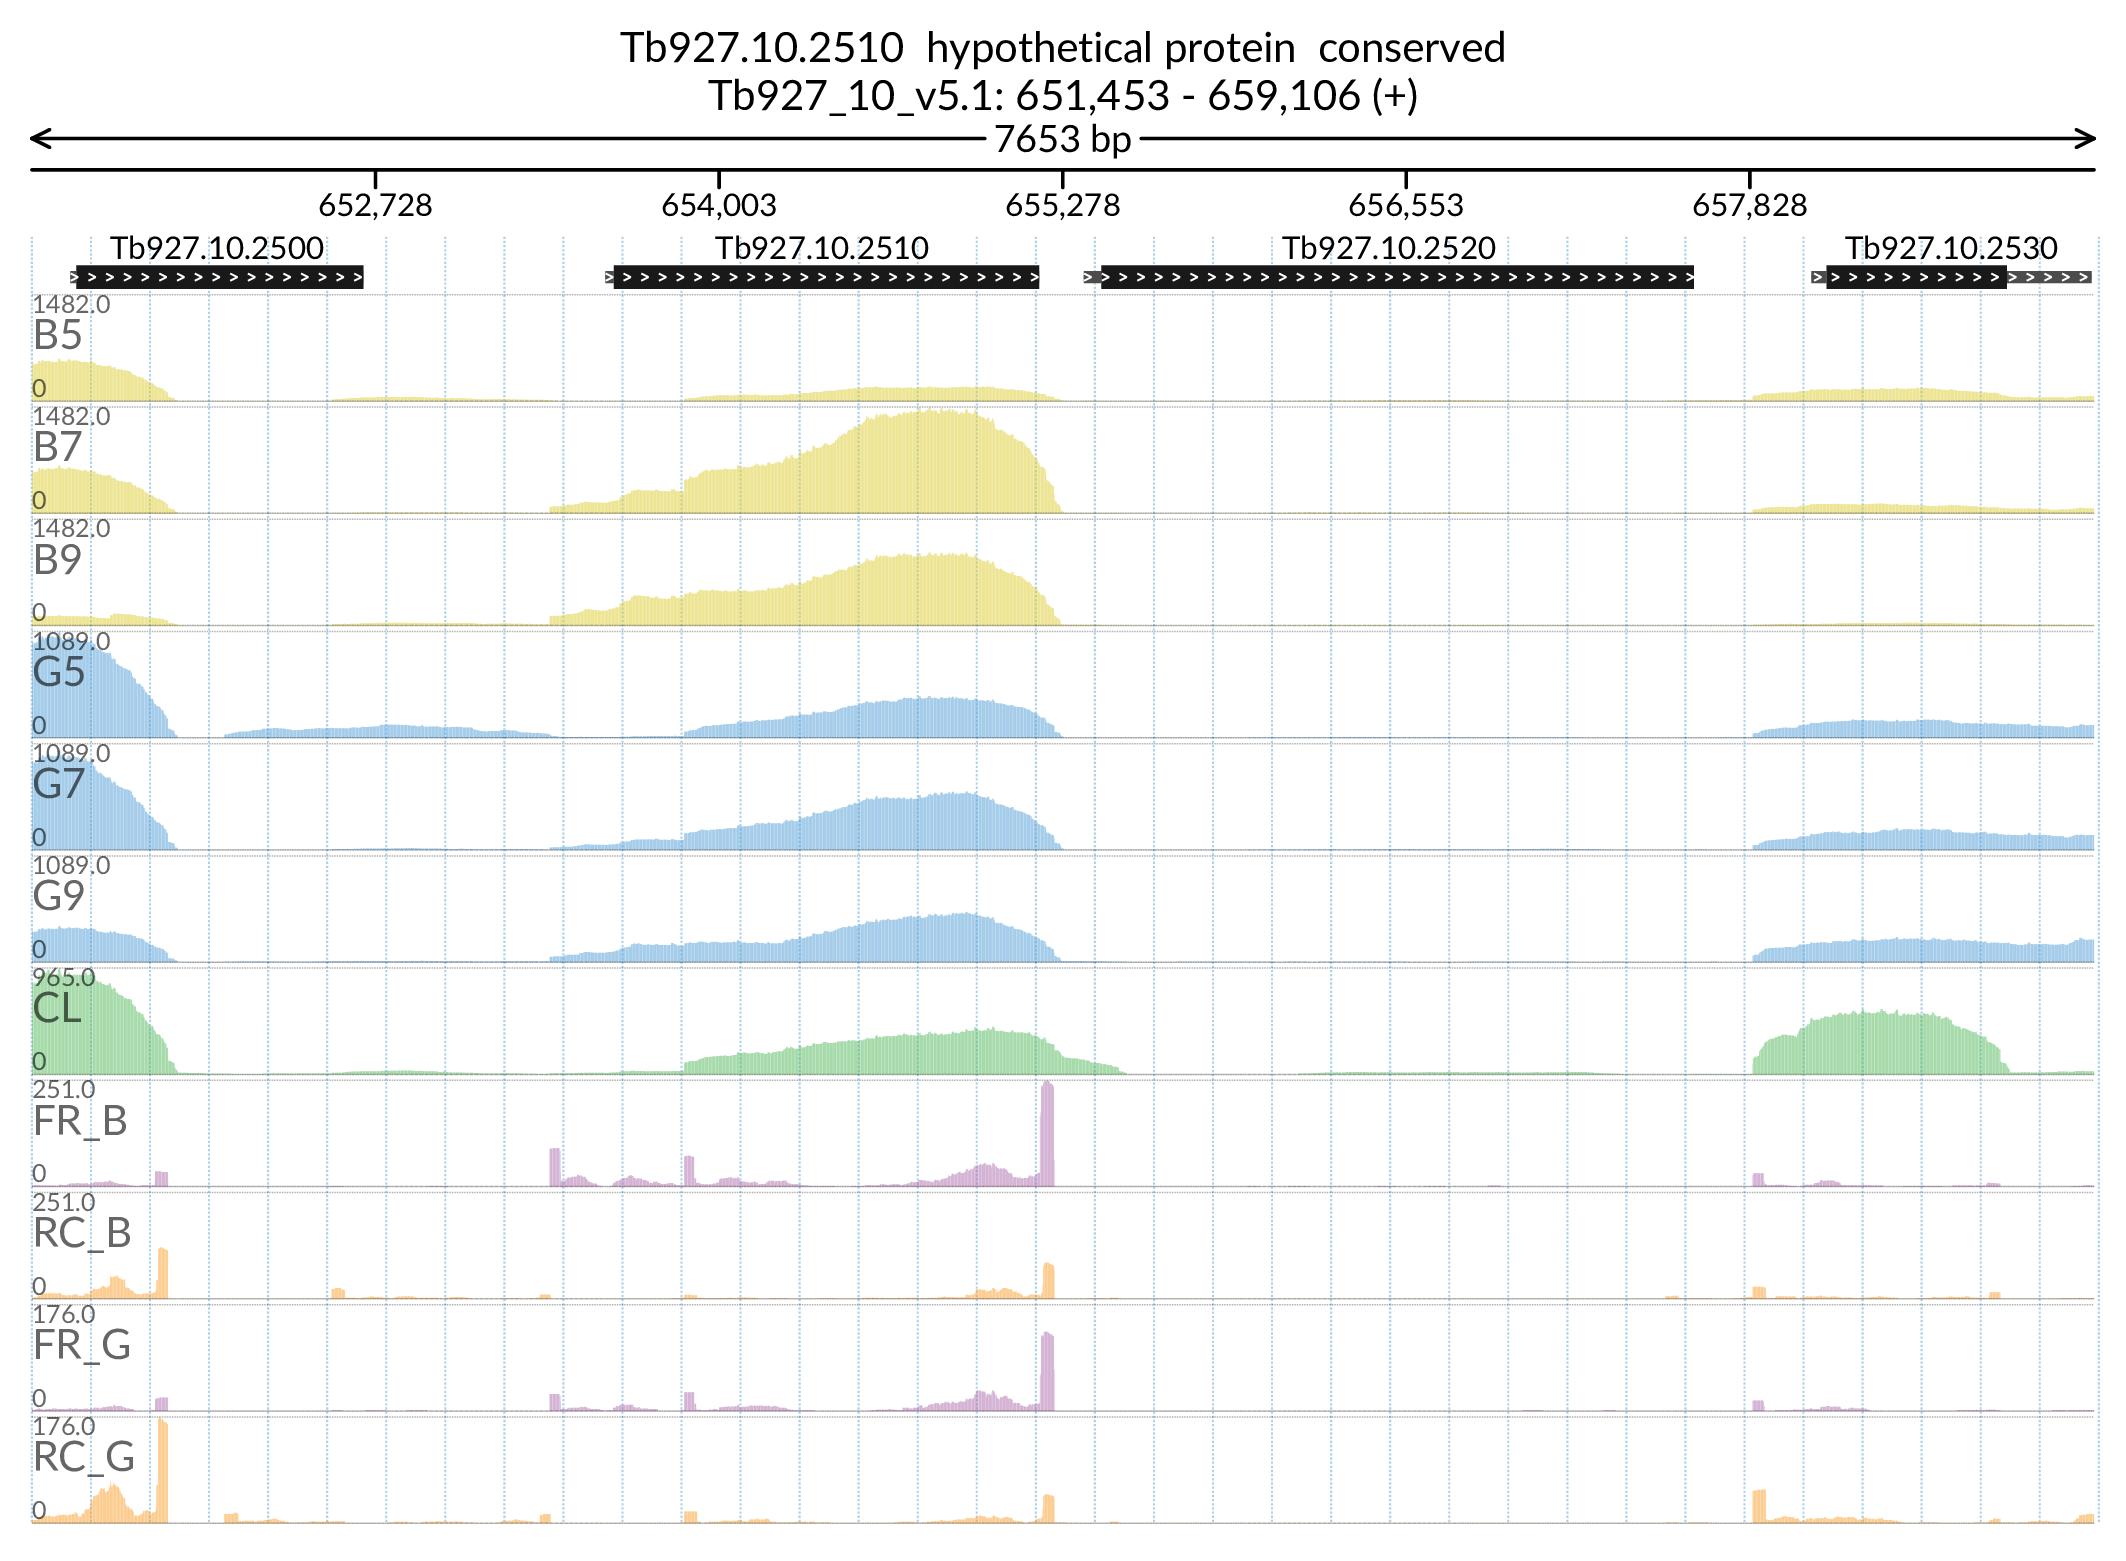 Tb927.10.2510 hypothetical protein conserved
Tb927_10_v5.1: 651,453 - 659,106 (+)
7653 bp
652,728 654,003 655,278 656,553 657,828
Tb927.10.2500 Tb927.10.2510 Tb927.10.2520 Tb927.10.2530
1482.0
B5
0
1482.0
B7
0
1482.0
B9
0
1089.0
G5
0
1089.0
G7
0
1089.0
G9
0
965.0
CL
0
251.0
FR_B
0
251.0
RC_B
0
176.0
FR_G
0
176.0
RC_G
0